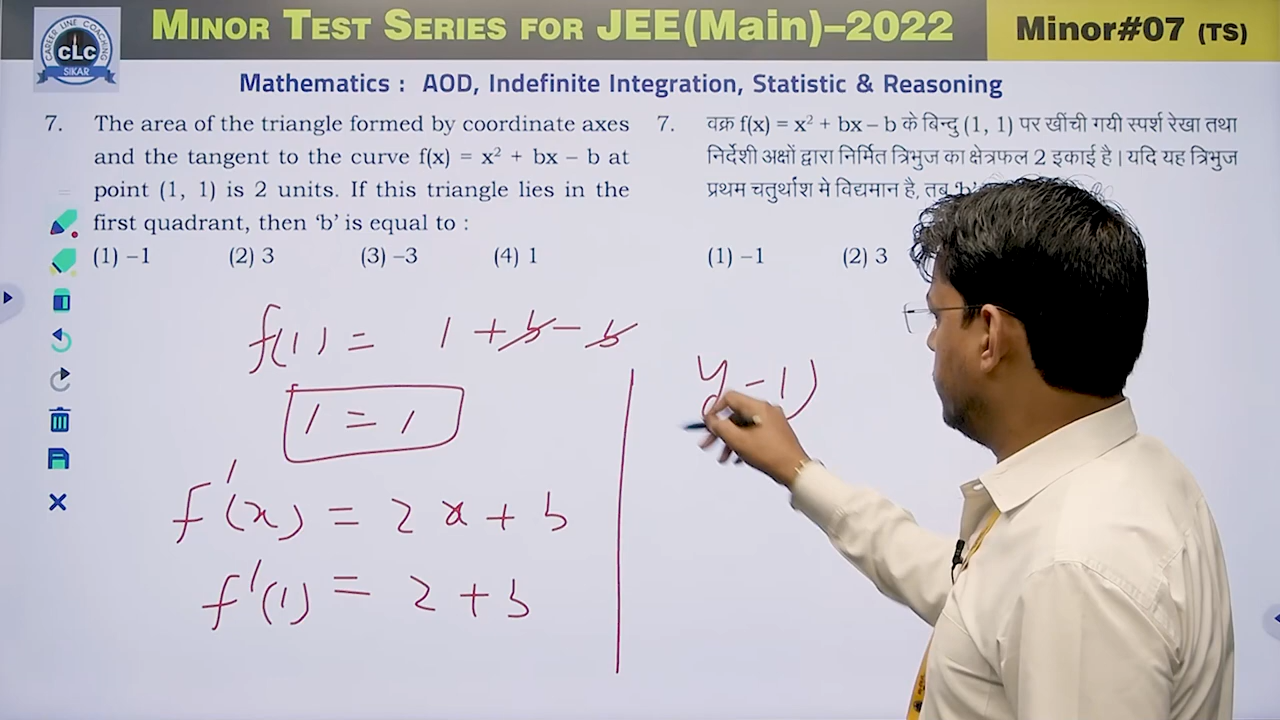 MINOR TEST SERIES FOR JEE(MAIN)–2022
Minor#07 (TS)
CAREER LINE COACHING
CLC
SIKAR
Mathematics : AOD, Indefinite Integration, Statistic & Reasoning
7. The area of the triangle formed by coordinate axes
and the tangent to the curve f(x) = x² + bx – b at
point (1, 1) is 2 units. If this triangle lies in the
first quadrant, then ‘b’ is equal to :
(1) –1 (2) 3 (3) –3 (4) 1
7. वक्र f(x) = x² + bx – b के बिन्दु (1, 1) पर खींची गयी स्पर्श रेखा तथा
निर्देशी अक्षों द्वारा निर्मित त्रिभुज का क्षेत्रफल 2 इकाई है। यदि यह त्रिभुज
प्रथम चतुर्थाश मे विद्यमान है, तब ‘b’
(1) –1 (2) 3
f(1) = 1 + b – b
1 = 1
f'(x) = 2x + b
f'(1) = 2 + b
y – 1)